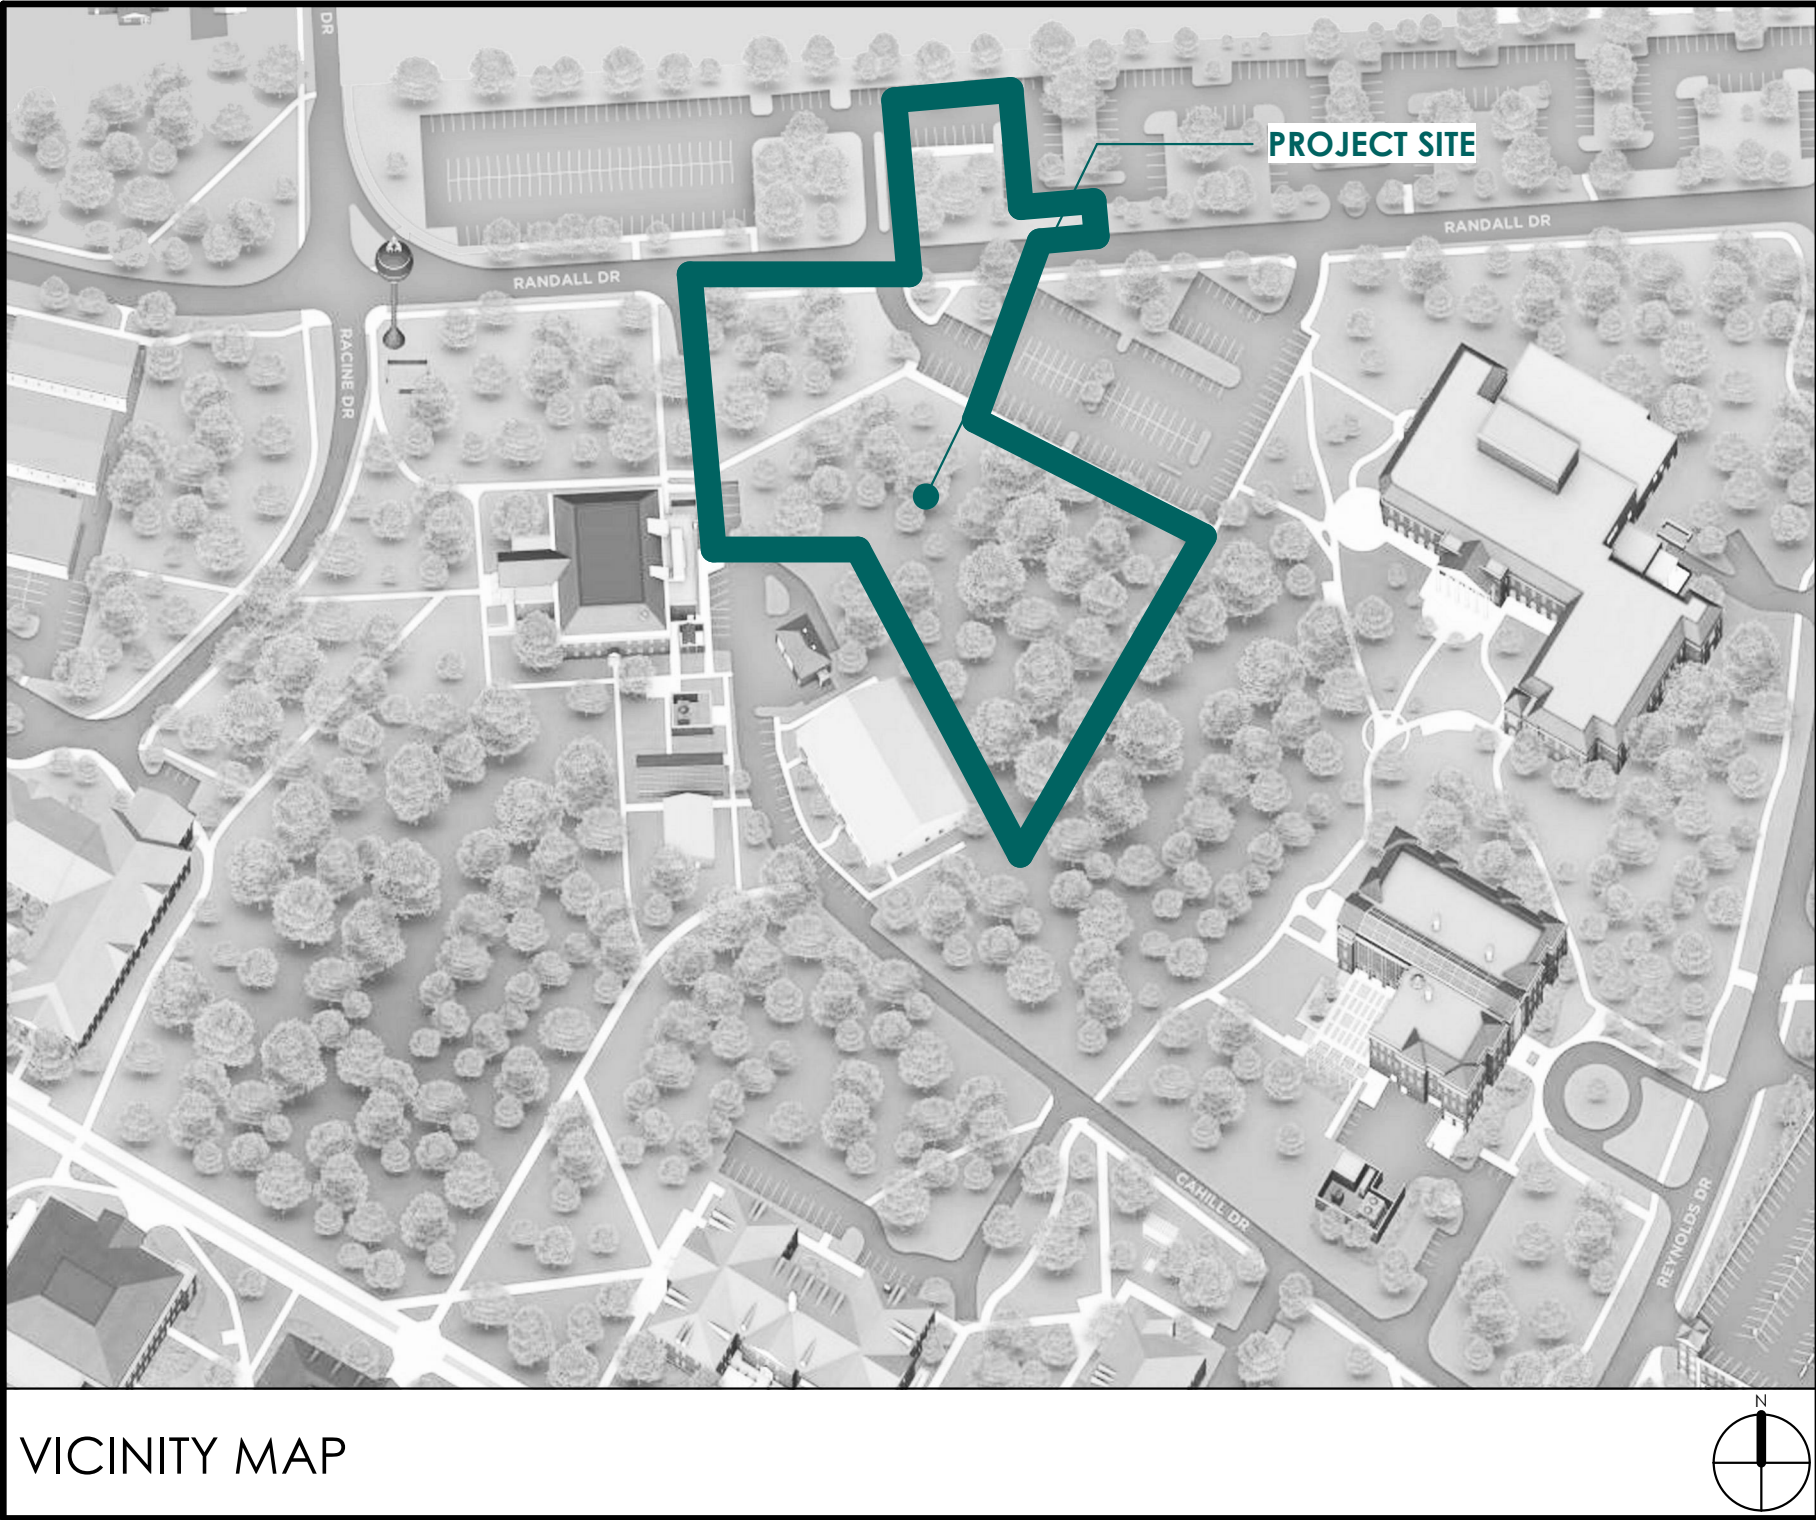 DR
PROJECT SITE
RANDALL DR
RANDALL DR
RACINE DR
CAHILL DR
REYNOLDS DR
VICINITY MAP
N